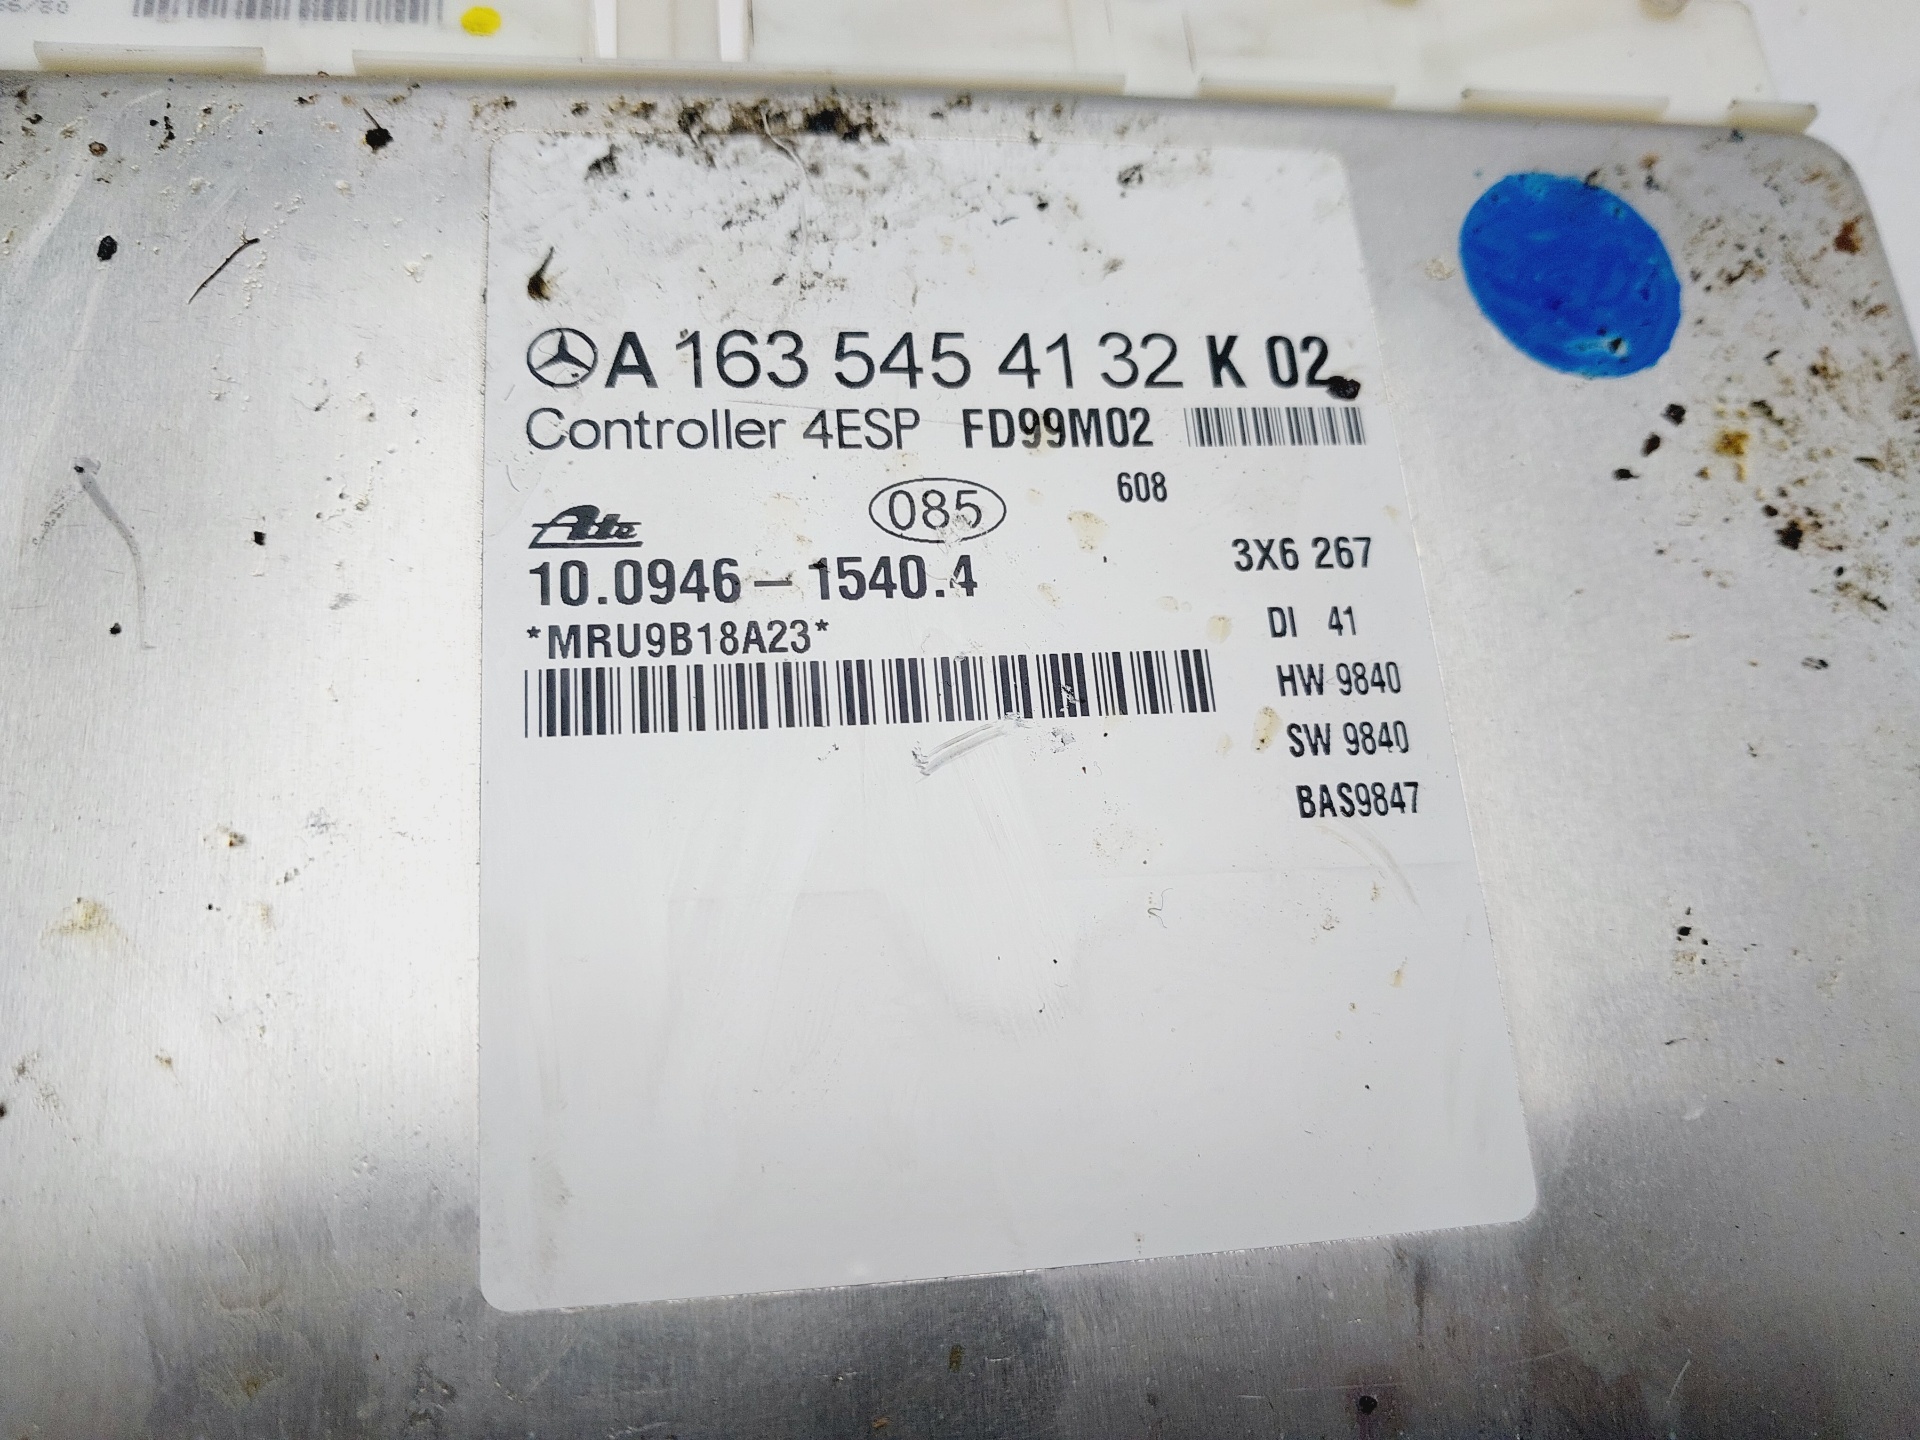 A 163 545 41 32 K 02
Controller 4ESP FD99M02
608
Ate 085
10.0946-1540.4
3X6 267
*MRU9B18A23*
DI 41
HW 9840
SW 9840
BAS9847